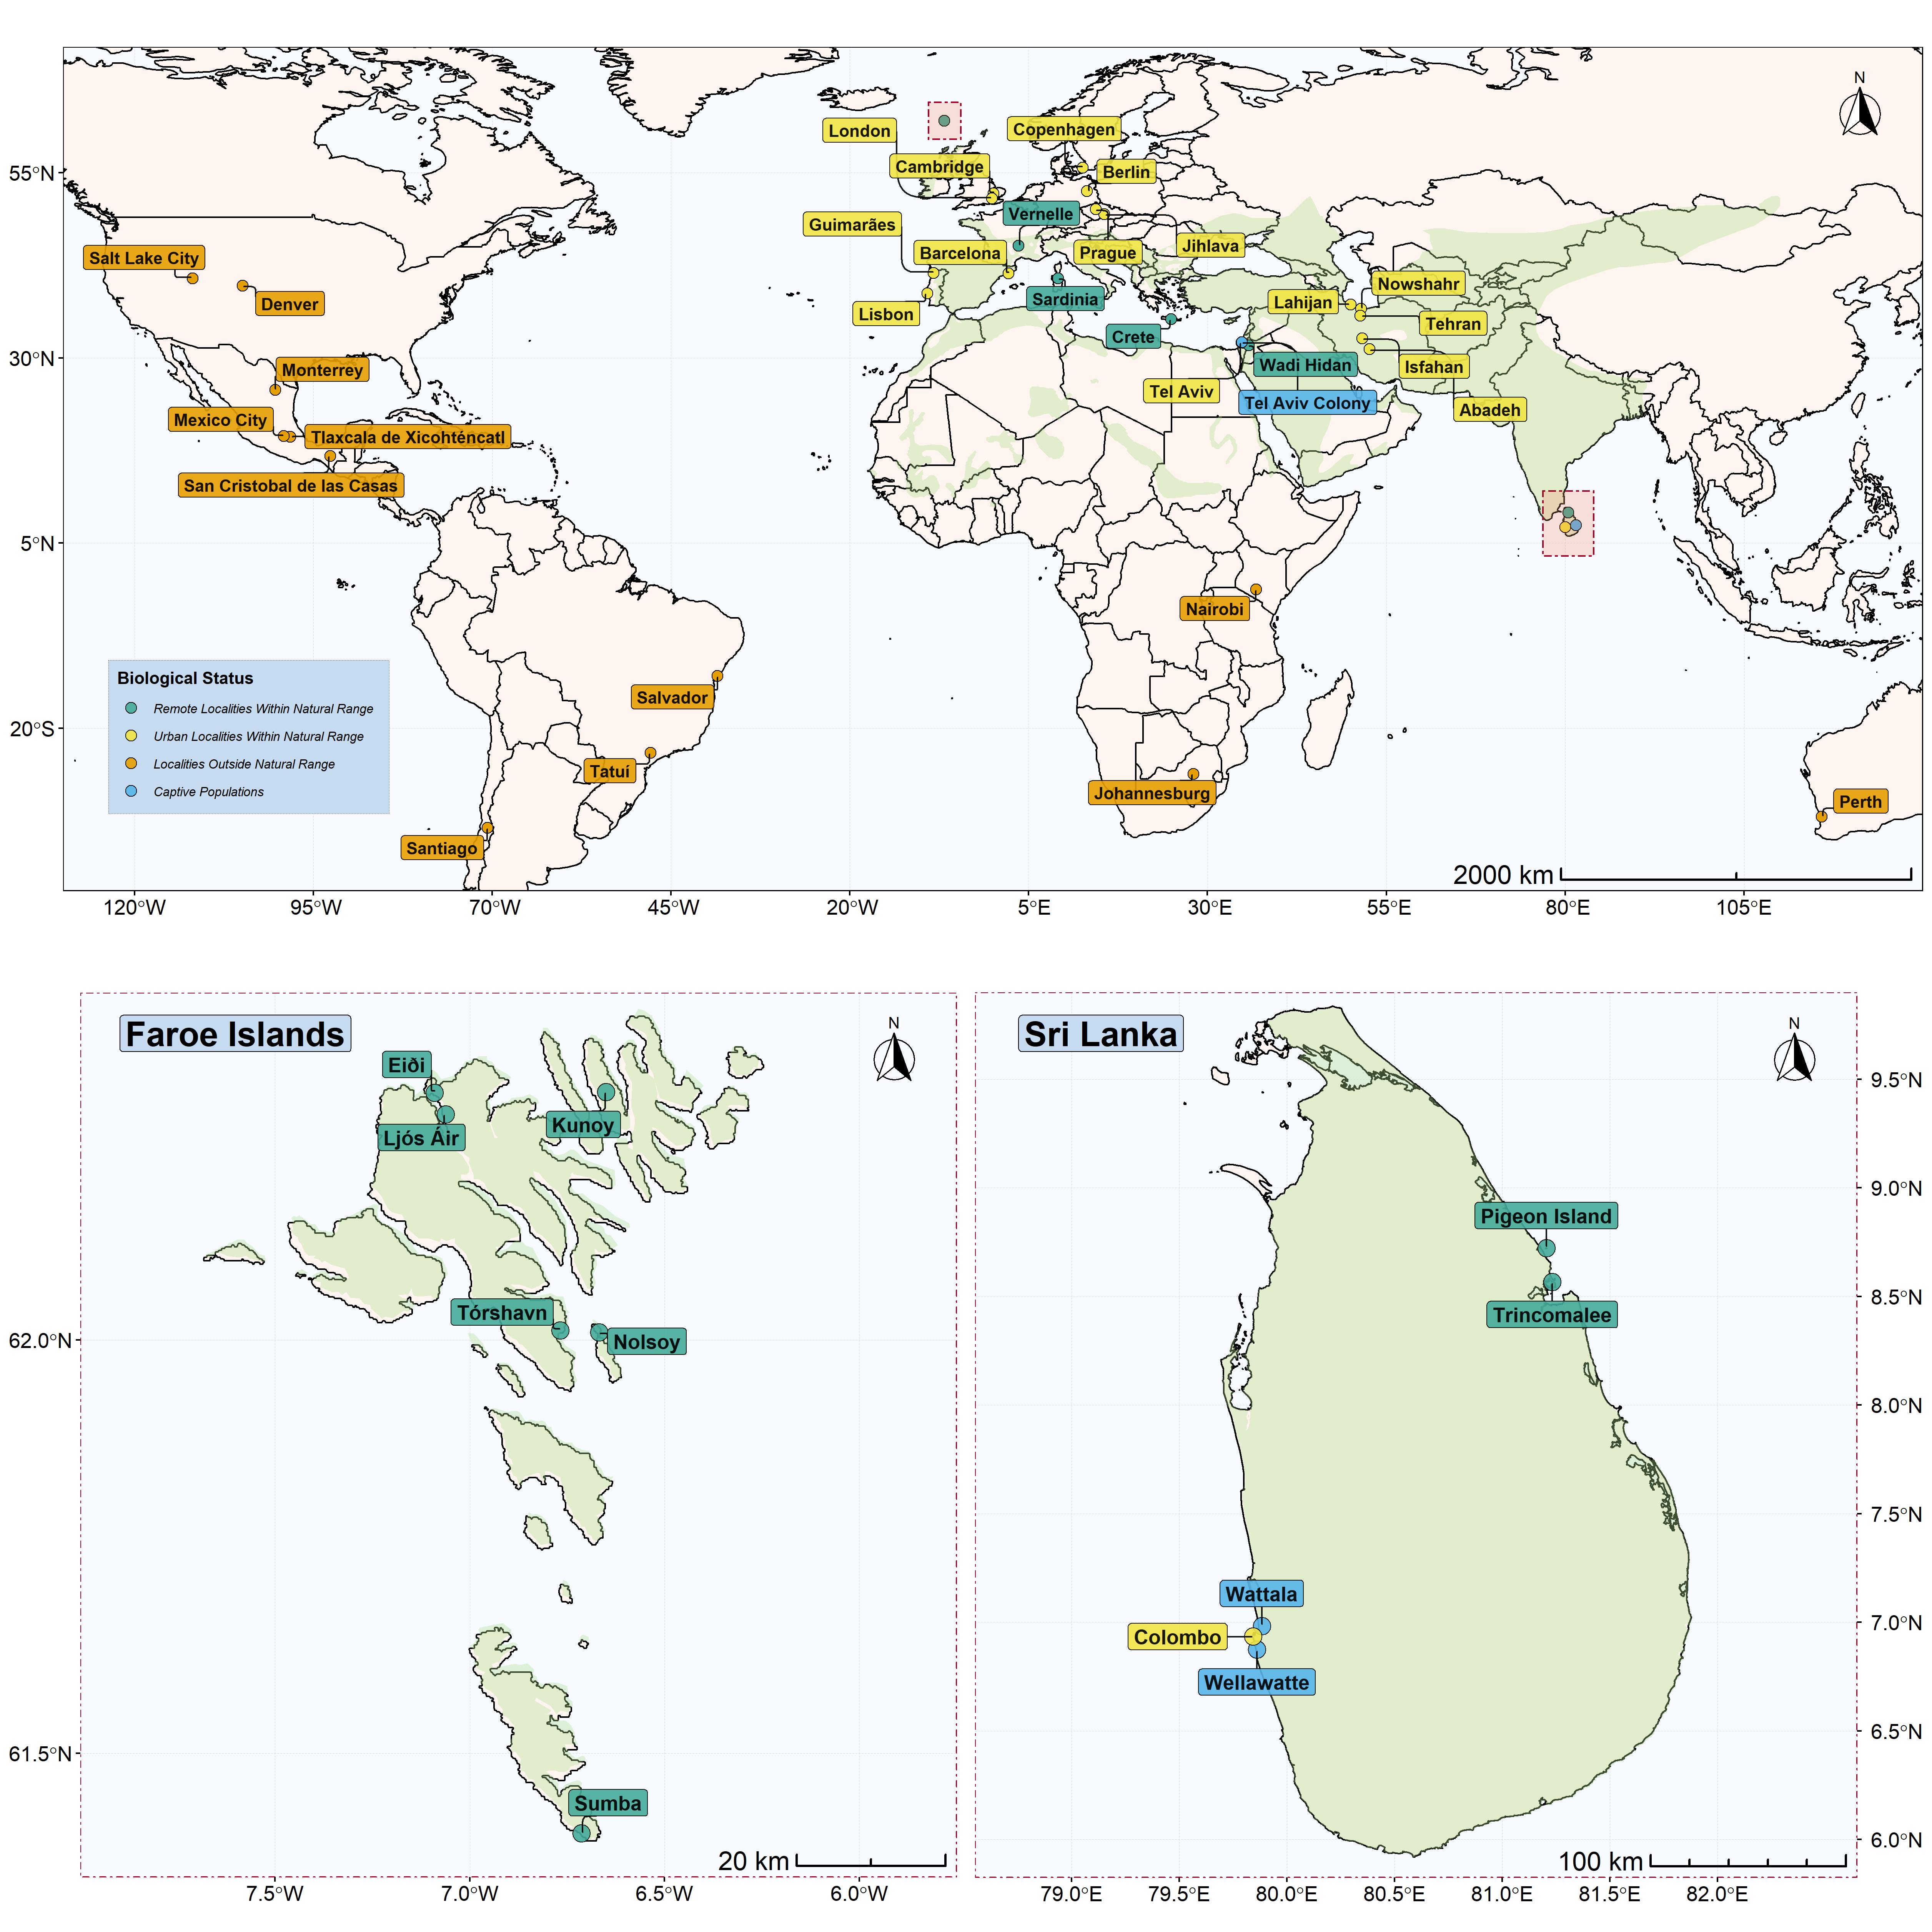 N
London
Copenhagen
Cambridge
Berlin
55°N
Vernelle
Guimarães
Jihlava
Barcelona
Prague
Salt Lake City
Nowshahr
Sardinia
Lahijan
Denver
Lisbon
Tehran
Crete
30°N
Wadi Hidan
Isfahan
Monterrey
Tel Aviv
Tel Aviv Colony
Abadeh
Mexico City
Tlaxcala de Xicohténcatl
San Cristobal de las Casas
5°N
Nairobi
Biological Status
Salvador
Remote Localities Within Natural Range
20°S
Urban Localities Within Natural Range
Localities Outside Natural Range
Tatuí
Captive Populations
Johannesburg
Perth
Santiago
2000 km
120°W 95°W 70°W 45°W 20°W 5°E 30°E 55°E 80°E 105°E
Faroe Islands
N
Eiði
Kunoy
Ljós Áir
Tórshavn
Nolsoy
62.0°N
61.5°N
Sumba
20 km
7.5°W 7.0°W 6.5°W 6.0°W
Sri Lanka
N
9.5°N
9.0°N
Pigeon Island
8.5°N
Trincomalee
8.0°N
7.5°N
Wattala
7.0°N
Colombo
Wellawatte
6.5°N
6.0°N
100 km
79.0°E 79.5°E 80.0°E 80.5°E 81.0°E 81.5°E 82.0°E